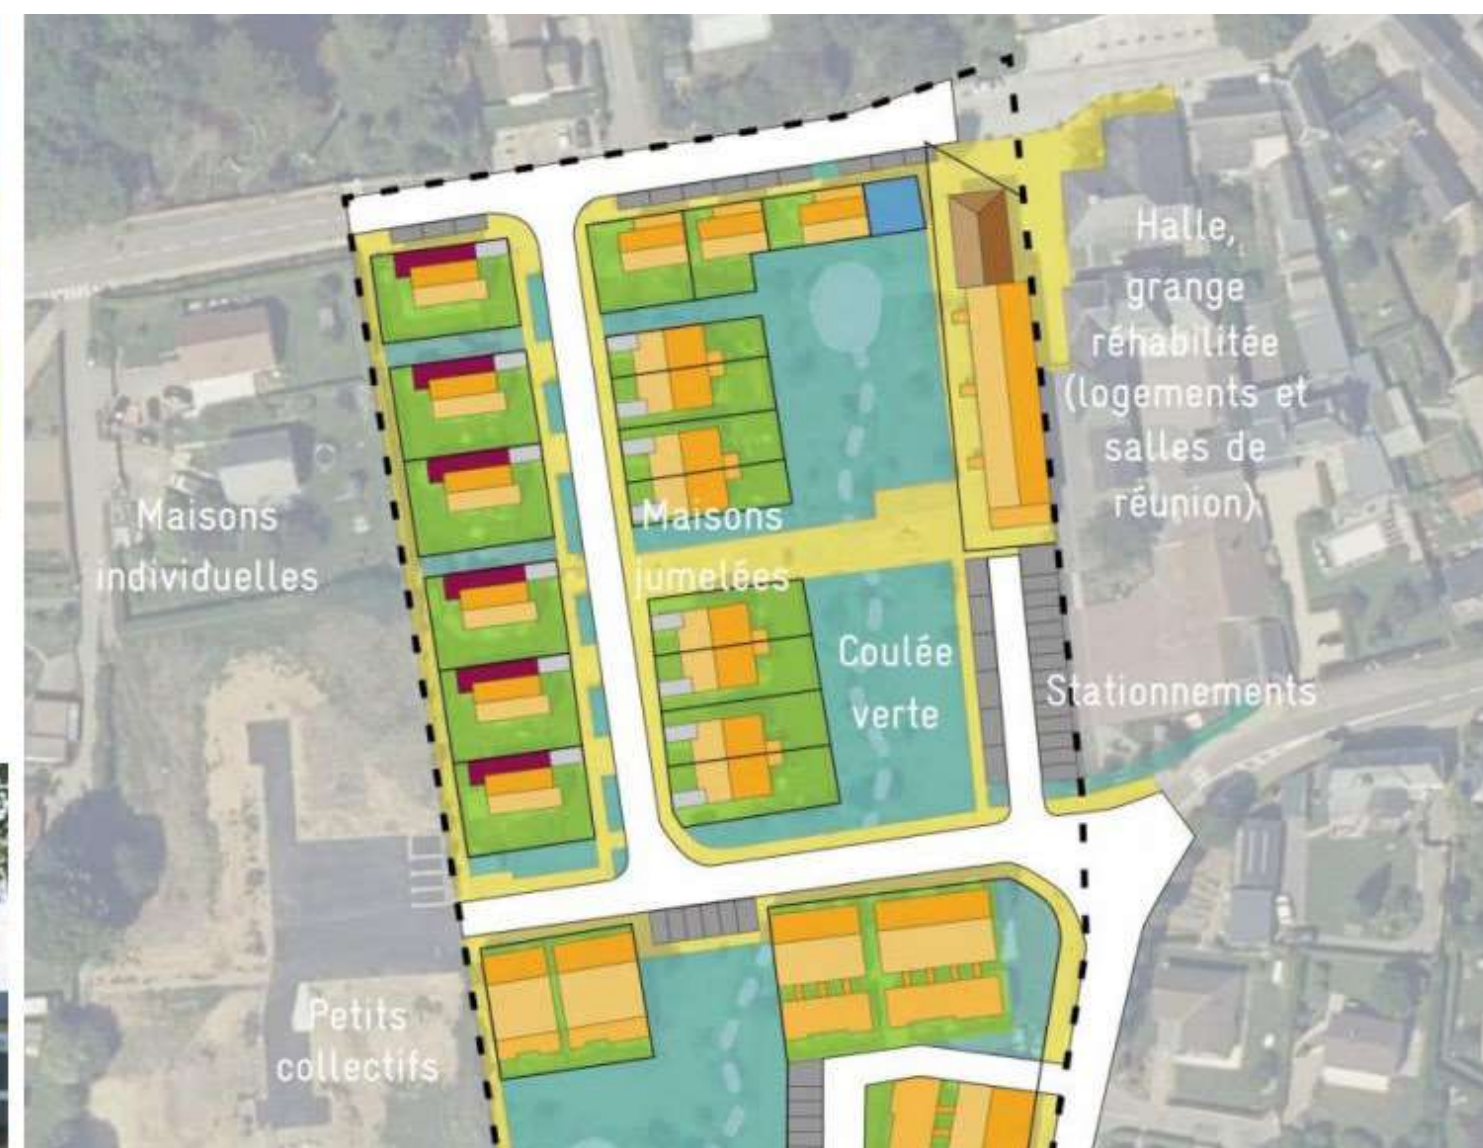 Halle,
grange
réhabilitée
(logements et
salles de
réunion)
Maisons
individuelles
Maisons
jumelées
Coulée
verte
Stationnements
Petits
collectifs